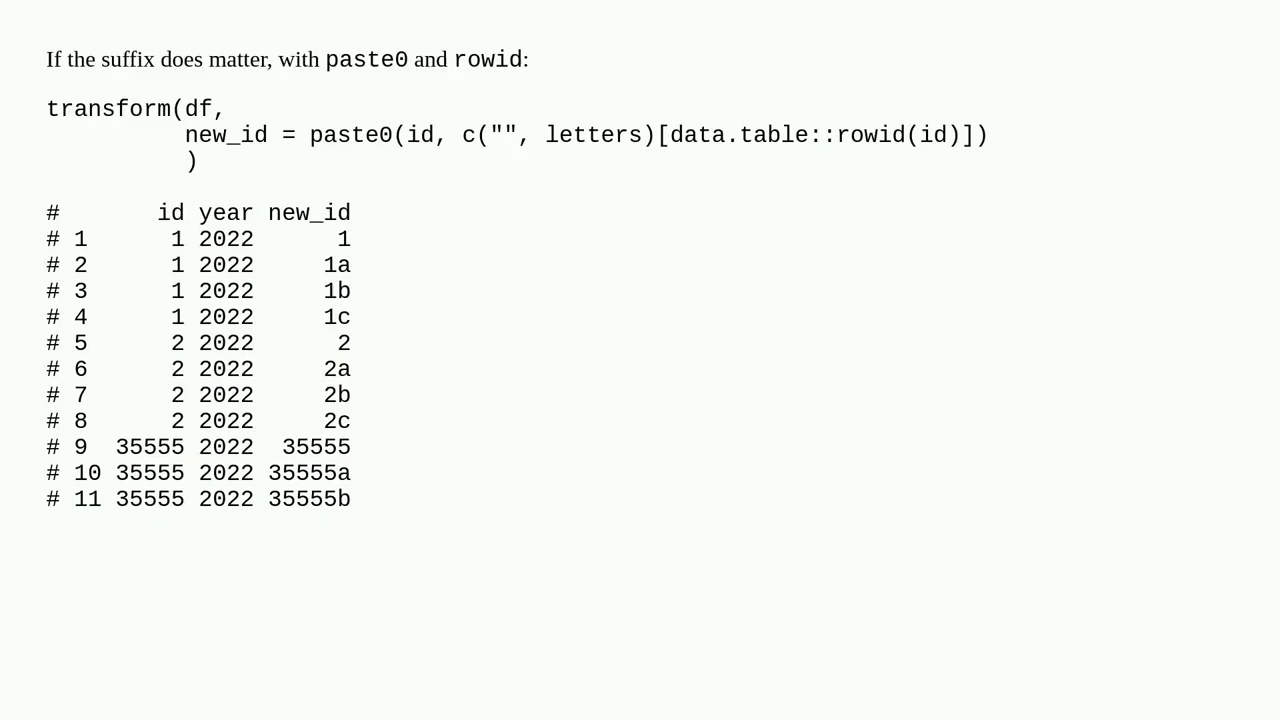 If the suffix does matter, with paste0 and rowid:
transform(df,
          new_id = paste0(id, c("", letters)[data.table::rowid(id)])
          )
#       id year new_id
# 1      1 2022      1
# 2      1 2022     1a
# 3      1 2022     1b
# 4      1 2022     1c
# 5      2 2022      2
# 6      2 2022     2a
# 7      2 2022     2b
# 8      2 2022     2c
# 9  35555 2022  35555
# 10 35555 2022 35555a
# 11 35555 2022 35555b